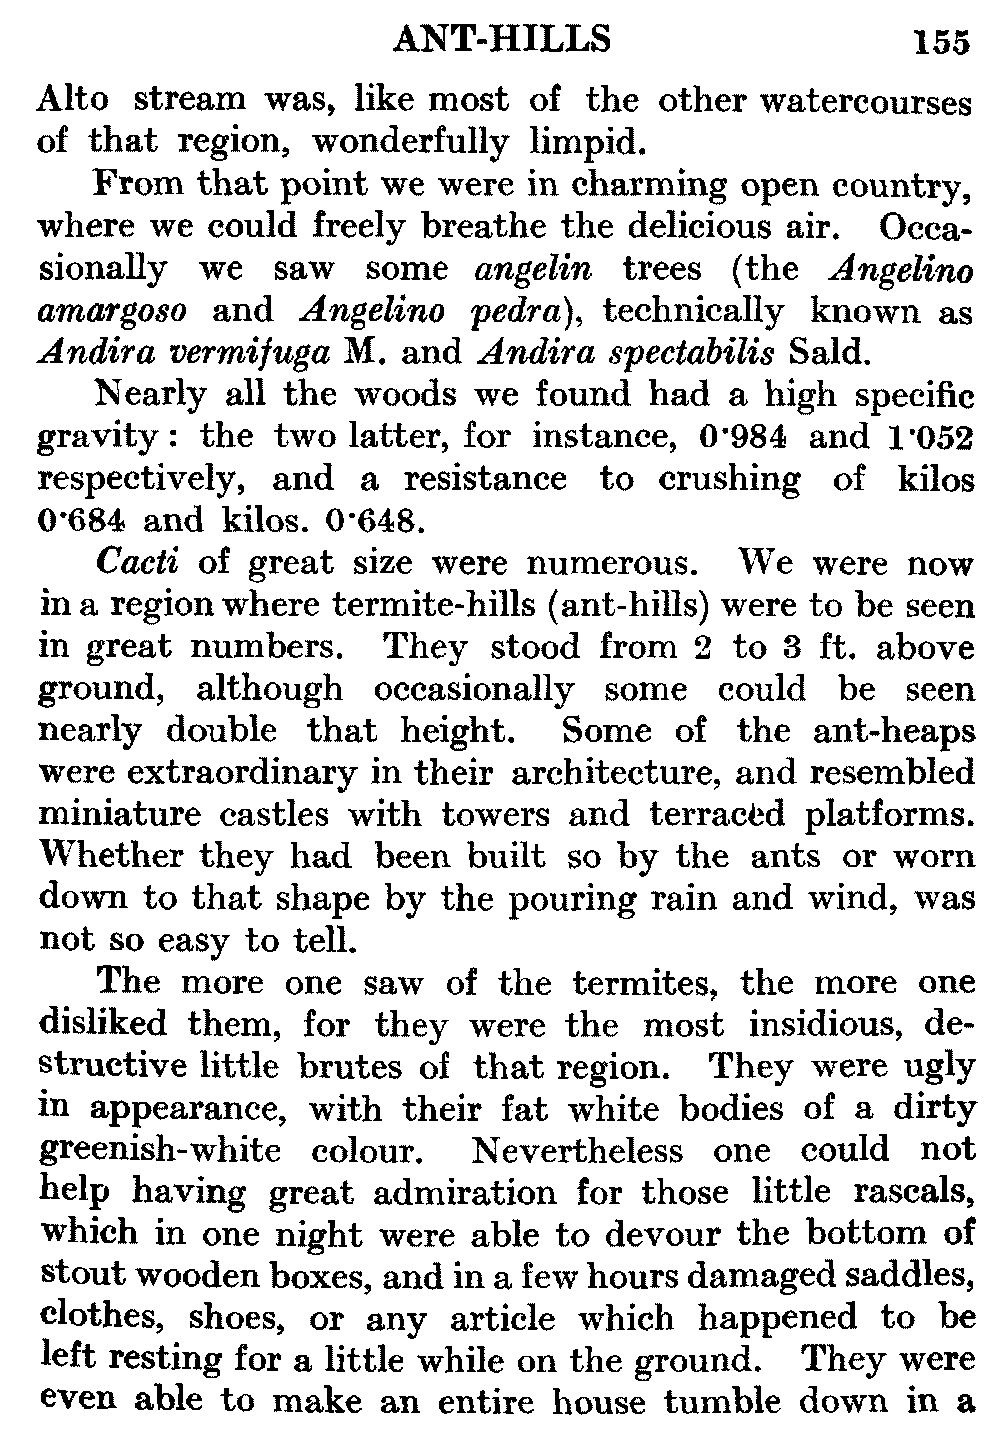 ANT-HILLS 155
Alto stream was, like most of the other watercourses
of that region, wonderfully limpid.
From that point we were in charming open country,
where we could freely breathe the delicious air. Occa-
sionally we saw some angelin trees (the Angelino
amargoso and Angelino pedra), technically known as
Andira vermifuga M. and Andira spectabilis Sald.
Nearly all the woods we found had a high specific
gravity: the two latter, for instance, 0·984 and 1·052
respectively, and a resistance to crushing of kilos
0·684 and kilos. 0·648.
Cacti of great size were numerous. We were now
in a region where termite-hills (ant-hills) were to be seen
in great numbers. They stood from 2 to 3 ft. above
ground, although occasionally some could be seen
nearly double that height. Some of the ant-heaps
were extraordinary in their architecture, and resembled
miniature castles with towers and terraced platforms.
Whether they had been built so by the ants or worn
down to that shape by the pouring rain and wind, was
not so easy to tell.
The more one saw of the termites, the more one
disliked them, for they were the most insidious, de-
structive little brutes of that region. They were ugly
in appearance, with their fat white bodies of a dirty
greenish-white colour. Nevertheless one could not
help having great admiration for those little rascals,
which in one night were able to devour the bottom of
stout wooden boxes, and in a few hours damaged saddles,
clothes, shoes, or any article which happened to be
left resting for a little while on the ground. They were
even able to make an entire house tumble down in a